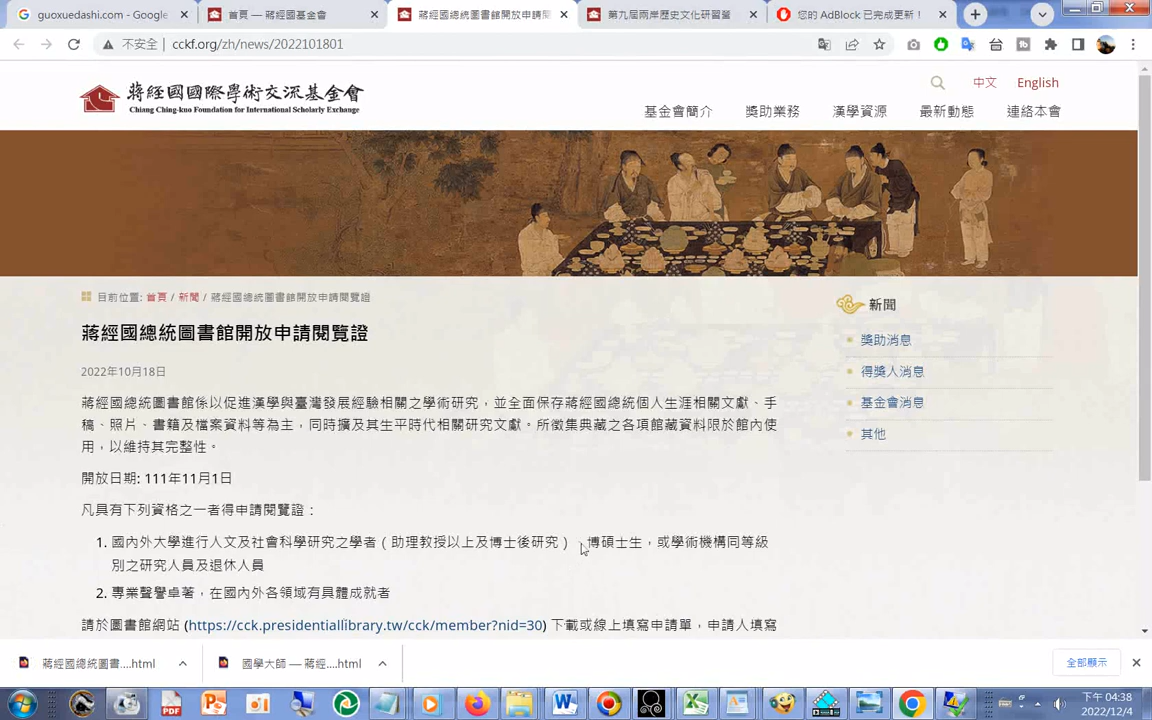 guoxuedashi.com - Google
首頁 — 蔣經國基金會
蔣經國總統圖書館開放申請閱
第九屆兩岸歷史文化研習營
您的 AdBlock 已完成更新！
不安全
cckf.org/zh/news/2022101801
蔣經國國際學術交流基金會
Chiang Ching-kuo Foundation for International Scholarly Exchange
中文
English
基金會簡介
獎助業務
漢學資源
最新動態
連絡本會
目前位置: 首頁 / 新聞 / 蔣經國總統圖書館開放申請閱覽證
蔣經國總統圖書館開放申請閱覽證
2022年10月18日
蔣經國總統圖書館係以促進漢學與臺灣發展經驗相關之學術研究，並全面保存蔣經國總統個人生涯相關文獻、手
稿、照片、書籍及檔案資料等為主，同時擴及其生平時代相關研究文獻。所徵集典藏之各項館藏資料限於館內使
用，以維持其完整性。
開放日期: 111年11月1日
凡具有下列資格之一者得申請閱覽證：
1. 國內外大學進行人文及社會科學研究之學者（助理教授以上及博士後研究）、博碩士生，或學術機構同等級
別之研究人員及退休人員
2. 專業聲譽卓著，在國內外各領域有具體成就者
請於圖書館網站 (https://cck.presidentiallibrary.tw/cck/member?nid=30) 下載或線上填寫申請單，申請人填寫
新聞
獎助消息
得獎人消息
基金會消息
其他
蔣經國總統圖書....html
國學大師 — 蔣經....html
全部顯示
下午 04:38
2022/12/4